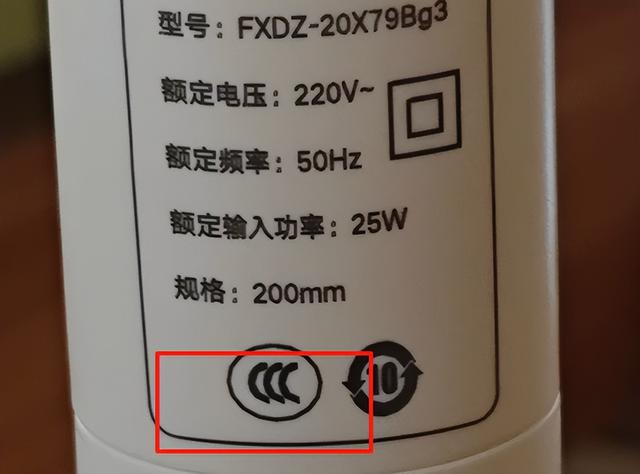 型号：FXDZ-20X79Bg3
额定电压：220V~
额定频率：50Hz
额定输入功率：25W
规格：200mm
CCC 10